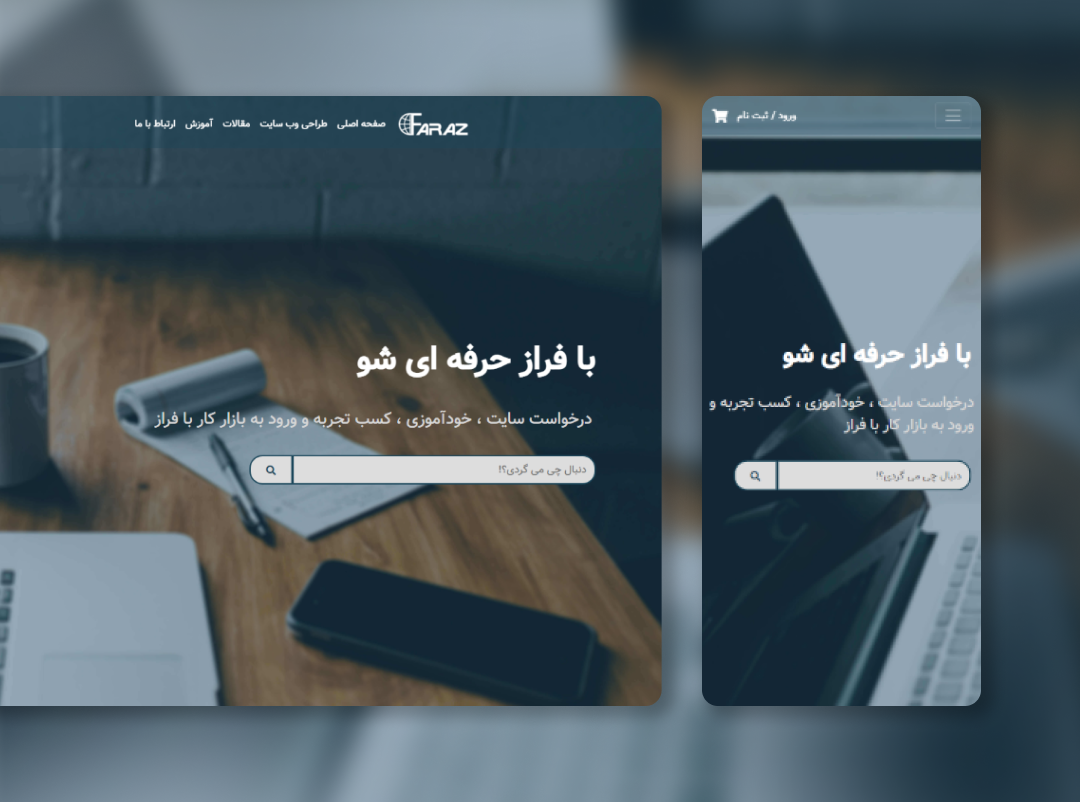 FARAZ
صفحه اصلی
طراحی وب سایت
مقالات
آموزش
ارتباط با ما
با فراز حرفه ای شو
درخواست سایت ، خودآموزی ، کسب تجربه و ورود به بازار کار با فراز
دنبال چی می گردی؟!
ورود / ثبت نام
با فراز حرفه ای شو
درخواست سایت ، خودآموزی ، کسب تجربه و
ورود به بازار کار با فراز
دنبال چی می گردی؟!